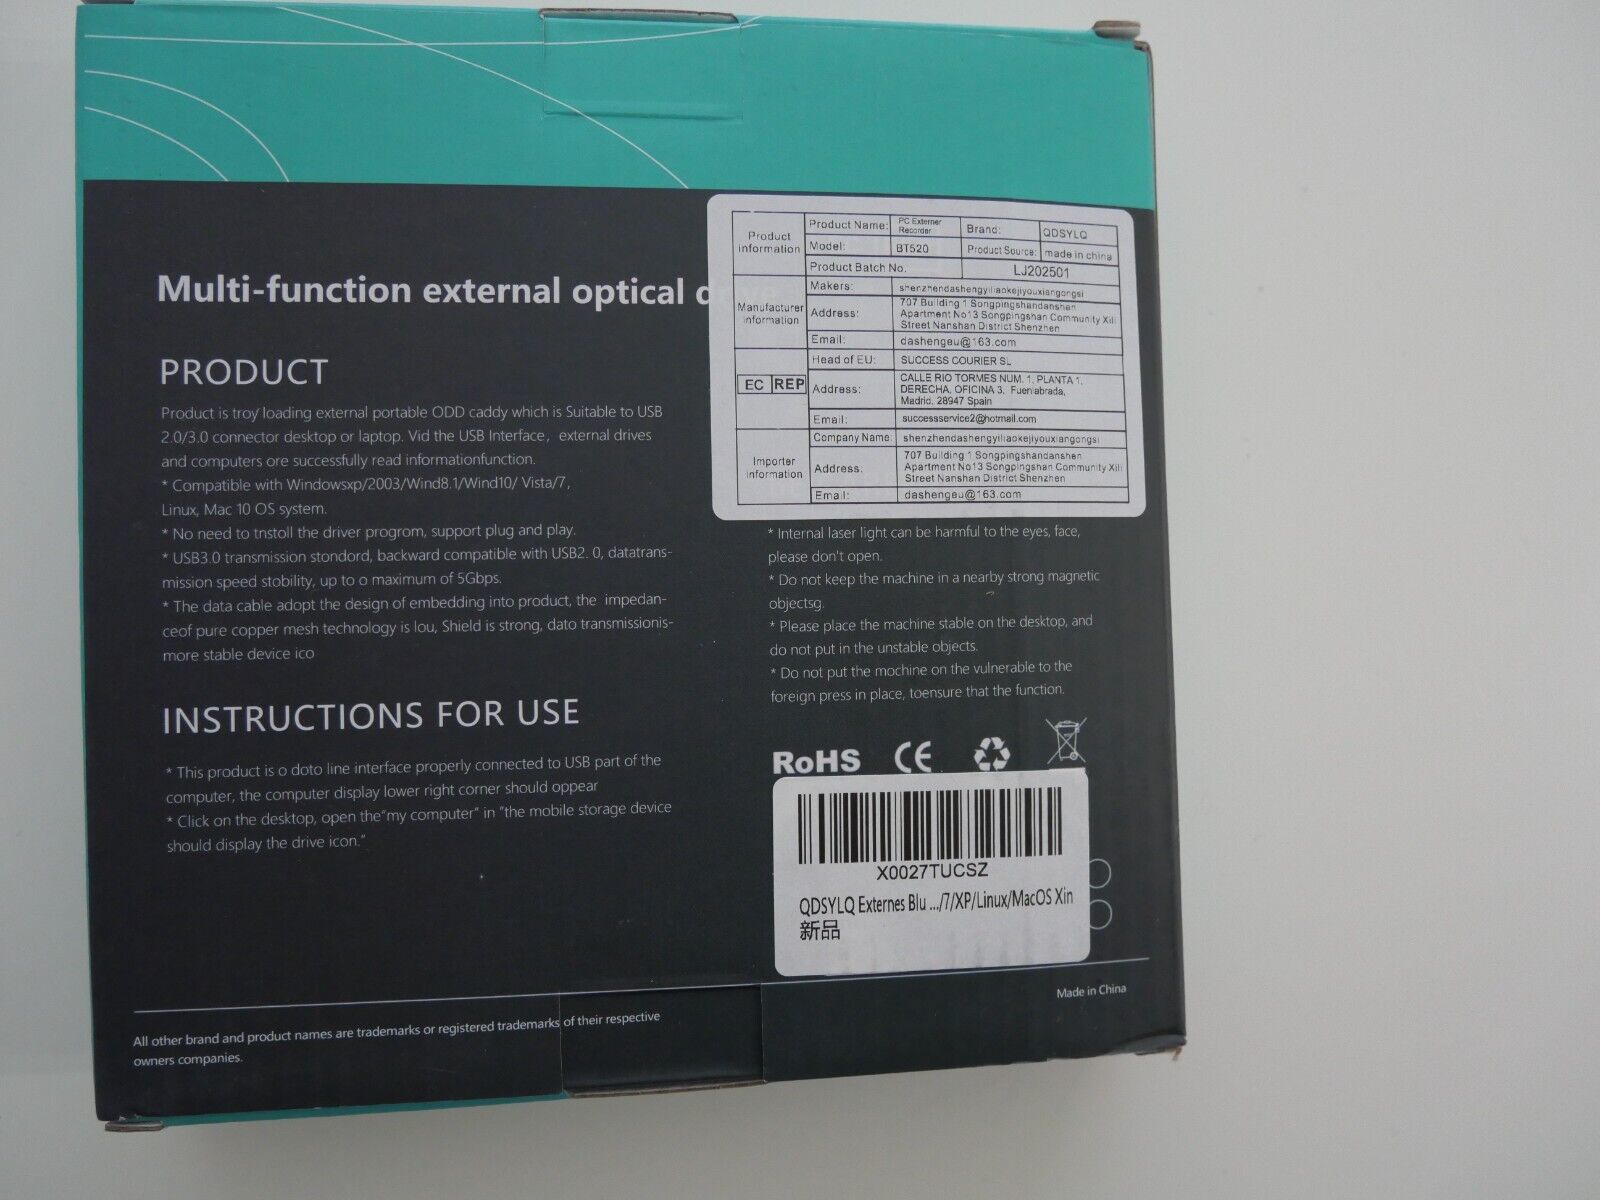 Multi-function external optical d
PRODUCT
Product is troy loading external portable ODD caddy which is Suitable to USB
2.0/3.0 connector desktop or laptop. Vid the USB Interface, external drives
and computers ore successfully read informationfunction.
* Compatible with Windowsxp/2003/Wind8.1/Wind10/ Vista/7,
Linux, Mac 10 OS system.
* No need to tnstoll the driver progrom, support plug and play.
* USB3.0 transmission stondord, backward compatible with USB2. 0, datatrans-
mission speed stobility, up to o maximum of 5Gbps.
* The data cable adopt the design of embedding into product, the impedan-
ceof pure copper mesh technology is lou, Shield is strong, dato transmissionis-
more stable device ico
INSTRUCTIONS FOR USE
* This product is o doto line interface properly connected to USB part of the
computer, the computer display lower right corner should oppear
* Click on the desktop, open the"my computer" in "the mobile storage device
should display the drive icon."
Product
information
Product Name: PC Externer
Recorder
Brand: QDSYLQ
Model: BT520 Product Source: made in china
Product Batch No. LJ202501
Manufacturer
information
Makers: shenzhendashengyiliaokejiyouxiangongsi
Address: 707 Building 1 Songpingshandanshen
Apartment No13 Songpingshan Community Xili
Street Nanshan District Shenzhen
Email: dashengeu@163.com
EC REP
Head of EU: SUCCESS COURIER SL
Address: CALLE RIO TORMES NUM. 1, PLANTA 1,
DERECHA, OFICINA 3, Fuenlabrada,
Madrid, 28947 Spain
Email: successservice2@hotmail.com
Importer
information
Company Name: shenzhendashengyiliaokejiyouxiangongsi
Address: 707 Building 1 Songpingshandanshen
Apartment No13 Songpingshan Community Xili
Street Nanshan District Shenzhen
Email: dashengeu@163.com
* Internal laser light can be harmful to the eyes, face,
please don't open.
* Do not keep the machine in a nearby strong magnetic
objectsg.
* Please place the machine stable on the desktop, and
do not put in the unstable objects.
* Do not put the mochine on the vulnerable to the
foreign press in place, toensure that the function.
RoHS CE
X0027TUCSZ
QDSYLQ Externes Blu .../7/XP/Linux/MacOS Xin
新品
Made in China
All other brand and product names are trademarks or registered trademarks of their respective
owners companies.